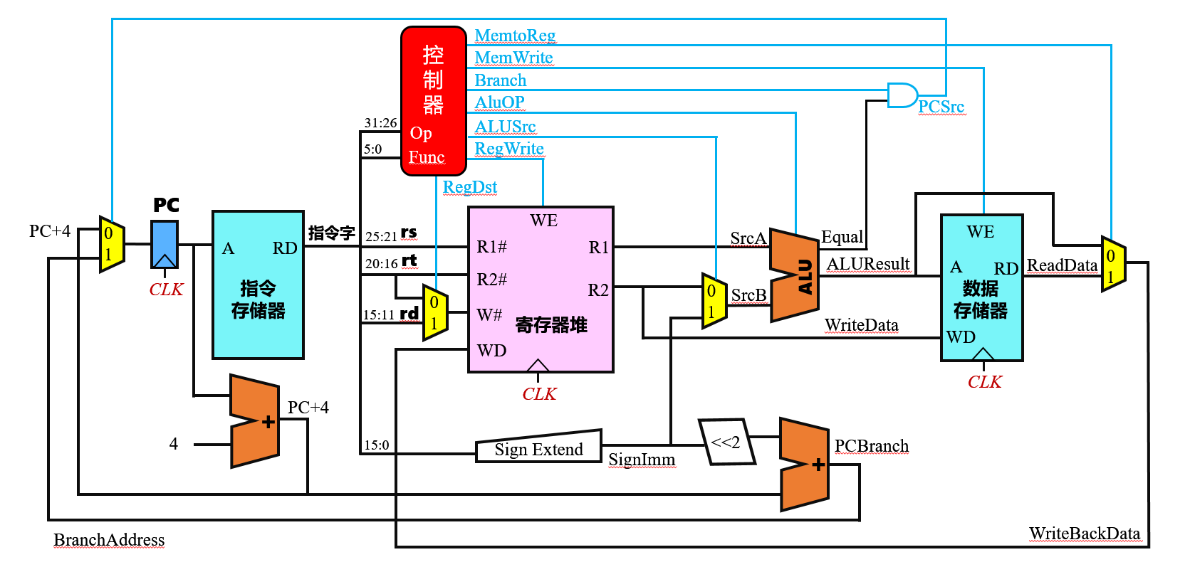 控
制
器
Op
Func
MemtoReg
MemWrite
Branch
AluOP
ALUSrc
RegWrite
RegDst
PCSrc
31:26
5:0
PC+4
0
1
PC
CLK
A
RD
指令
存储器
指令字
25:21 rs
20:16 rt
15:11 rd
0
1
WE
R1#
R2#
W#
WD
R1
R2
寄存器堆
CLK
SrcA
0
1
SrcB
ALU
Equal
ALUResult
WriteData
WE
A
RD
数据
存储器
WD
CLK
ReadData
0
1
4
+
PC+4
15:0
Sign Extend
SignImm
<<2
+
PCBranch
BranchAddress
WriteBackData